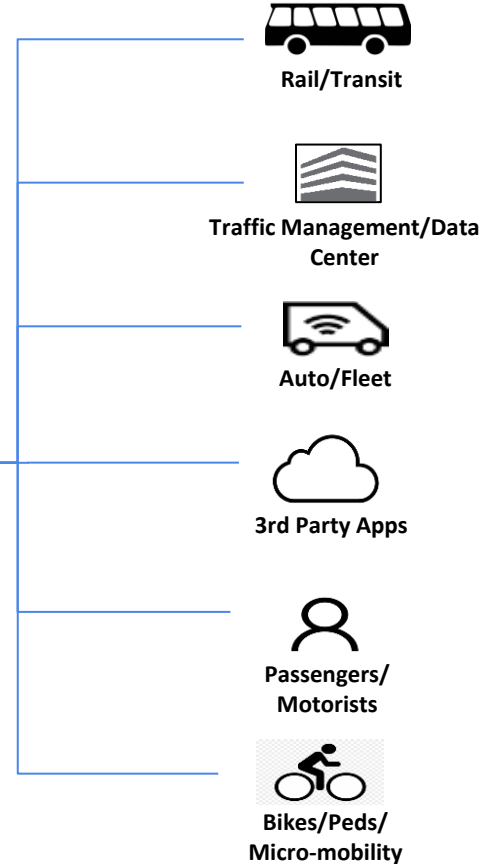 Rail/Transit
Traffic Management/Data
Center
Auto/Fleet
3rd Party Apps
Passengers/
Motorists
Bikes/Peds/
Micro-mobility